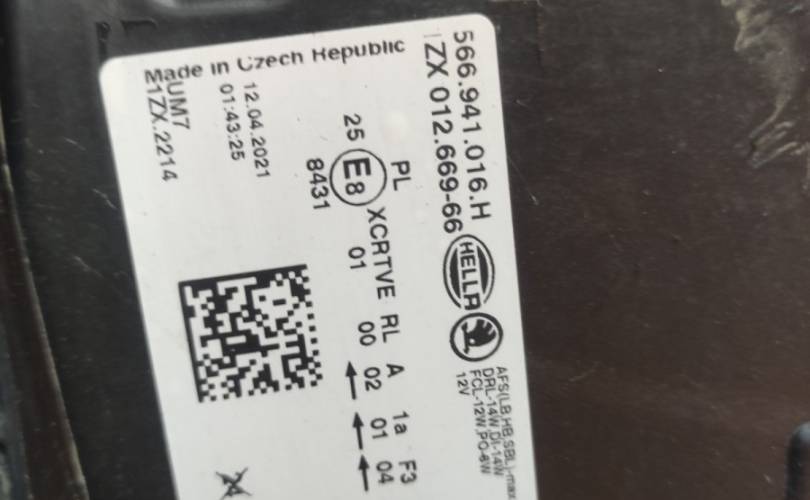 566.941.016.H
1ZX 012.669-66
HELLA
AFS(LB,HB,SBL),-max
DRL-14W,DI-14W
FCL-12W,PO-6W
12V
PL XCRTVE RL A 1a F3
01 00 02 01 04
25 E8
8431
12.04.2021
01:43:25
Made in Czech Republic
UM7
21ZX.2214